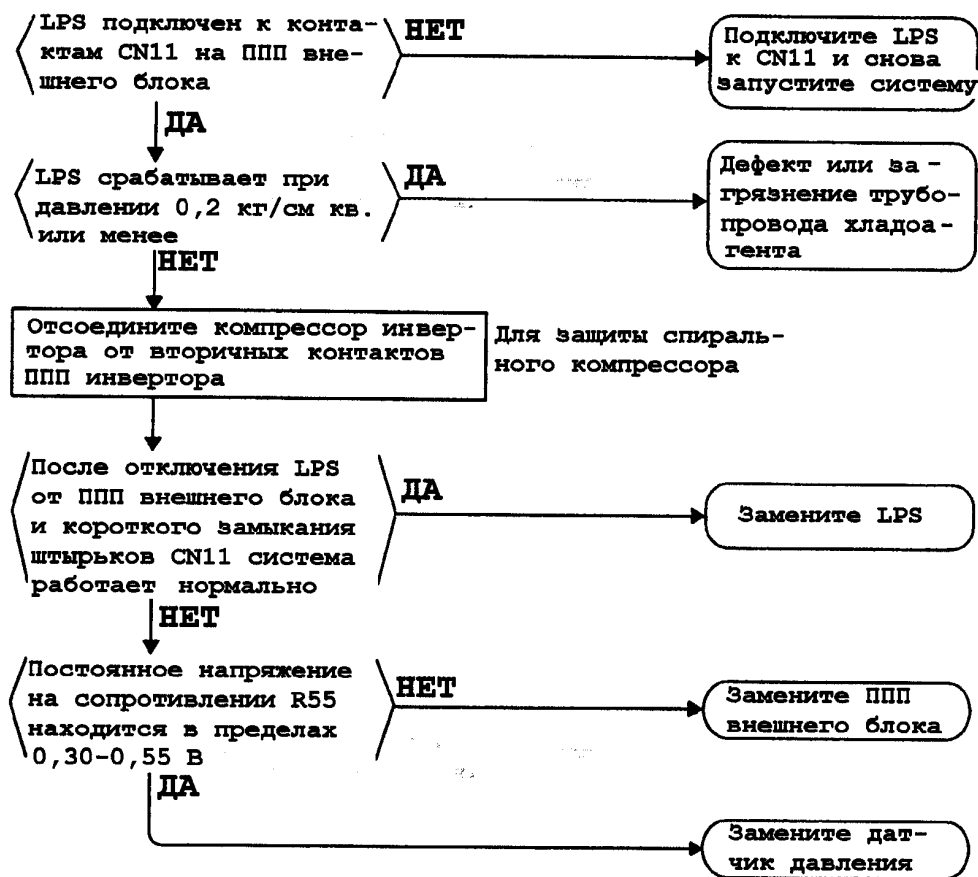 LPS подключен к конта-
ктам CN11 на ППП вне-
шнего блока
НЕТ
Подключите LPS
к CN11 и снова
запустите систему
ДА
LPS срабатывает при
давлении 0,2 кг/см кв.
или менее
ДА
Дефект или за -
грязнение трубо-
провода хладоа-
гента
НЕТ
Отсоедините компрессор инвер-
тора от вторичных контактов
ППП инвертора
Для защиты спираль-
ного компрессора
После отключения LPS
от ППП внешнего блока
и короткого замыкания
штырьков CN11 система
работает нормально
ДА
Замените LPS
НЕТ
Постоянное напряжение
на сопротивлении R55
находится в пределах
0,30-0,55 В
НЕТ
Замените ППП
внешнего блока
ДА
Замените дат-
чик давления